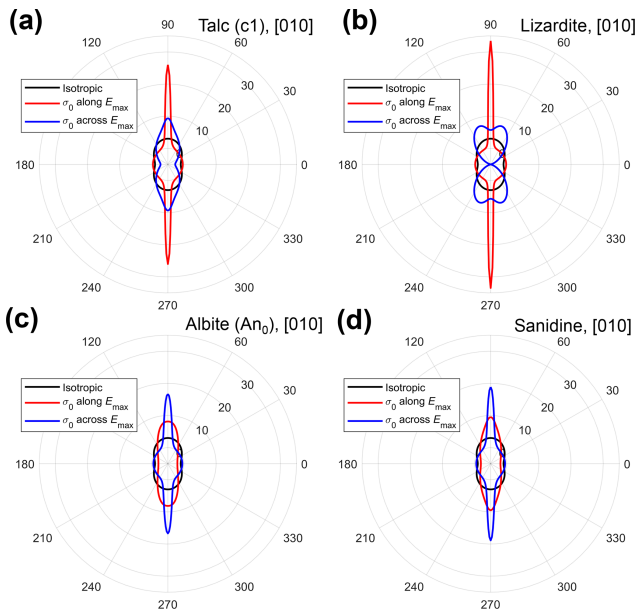 (a) Talc (c1), [010]
90
120 60
Isotropic
σ0 along Emax
σ0 across Emax
30
20
10
0
180 0
210 330
240 300
270
(b) Lizardite, [010]
90
120 60
Isotropic
σ0 along Emax
σ0 across Emax
30
20
10
180 0
210 330
240 300
270
(c) Albite (An0), [010]
120 60
Isotropic
σ0 along Emax
σ0 across Emax
30
20
10
180 0
210 330
240 300
270
(d) Sanidine, [010]
120 60
Isotropic
σ0 along Emax
σ0 across Emax
30
20
10
180 0
210 330
240 300
270